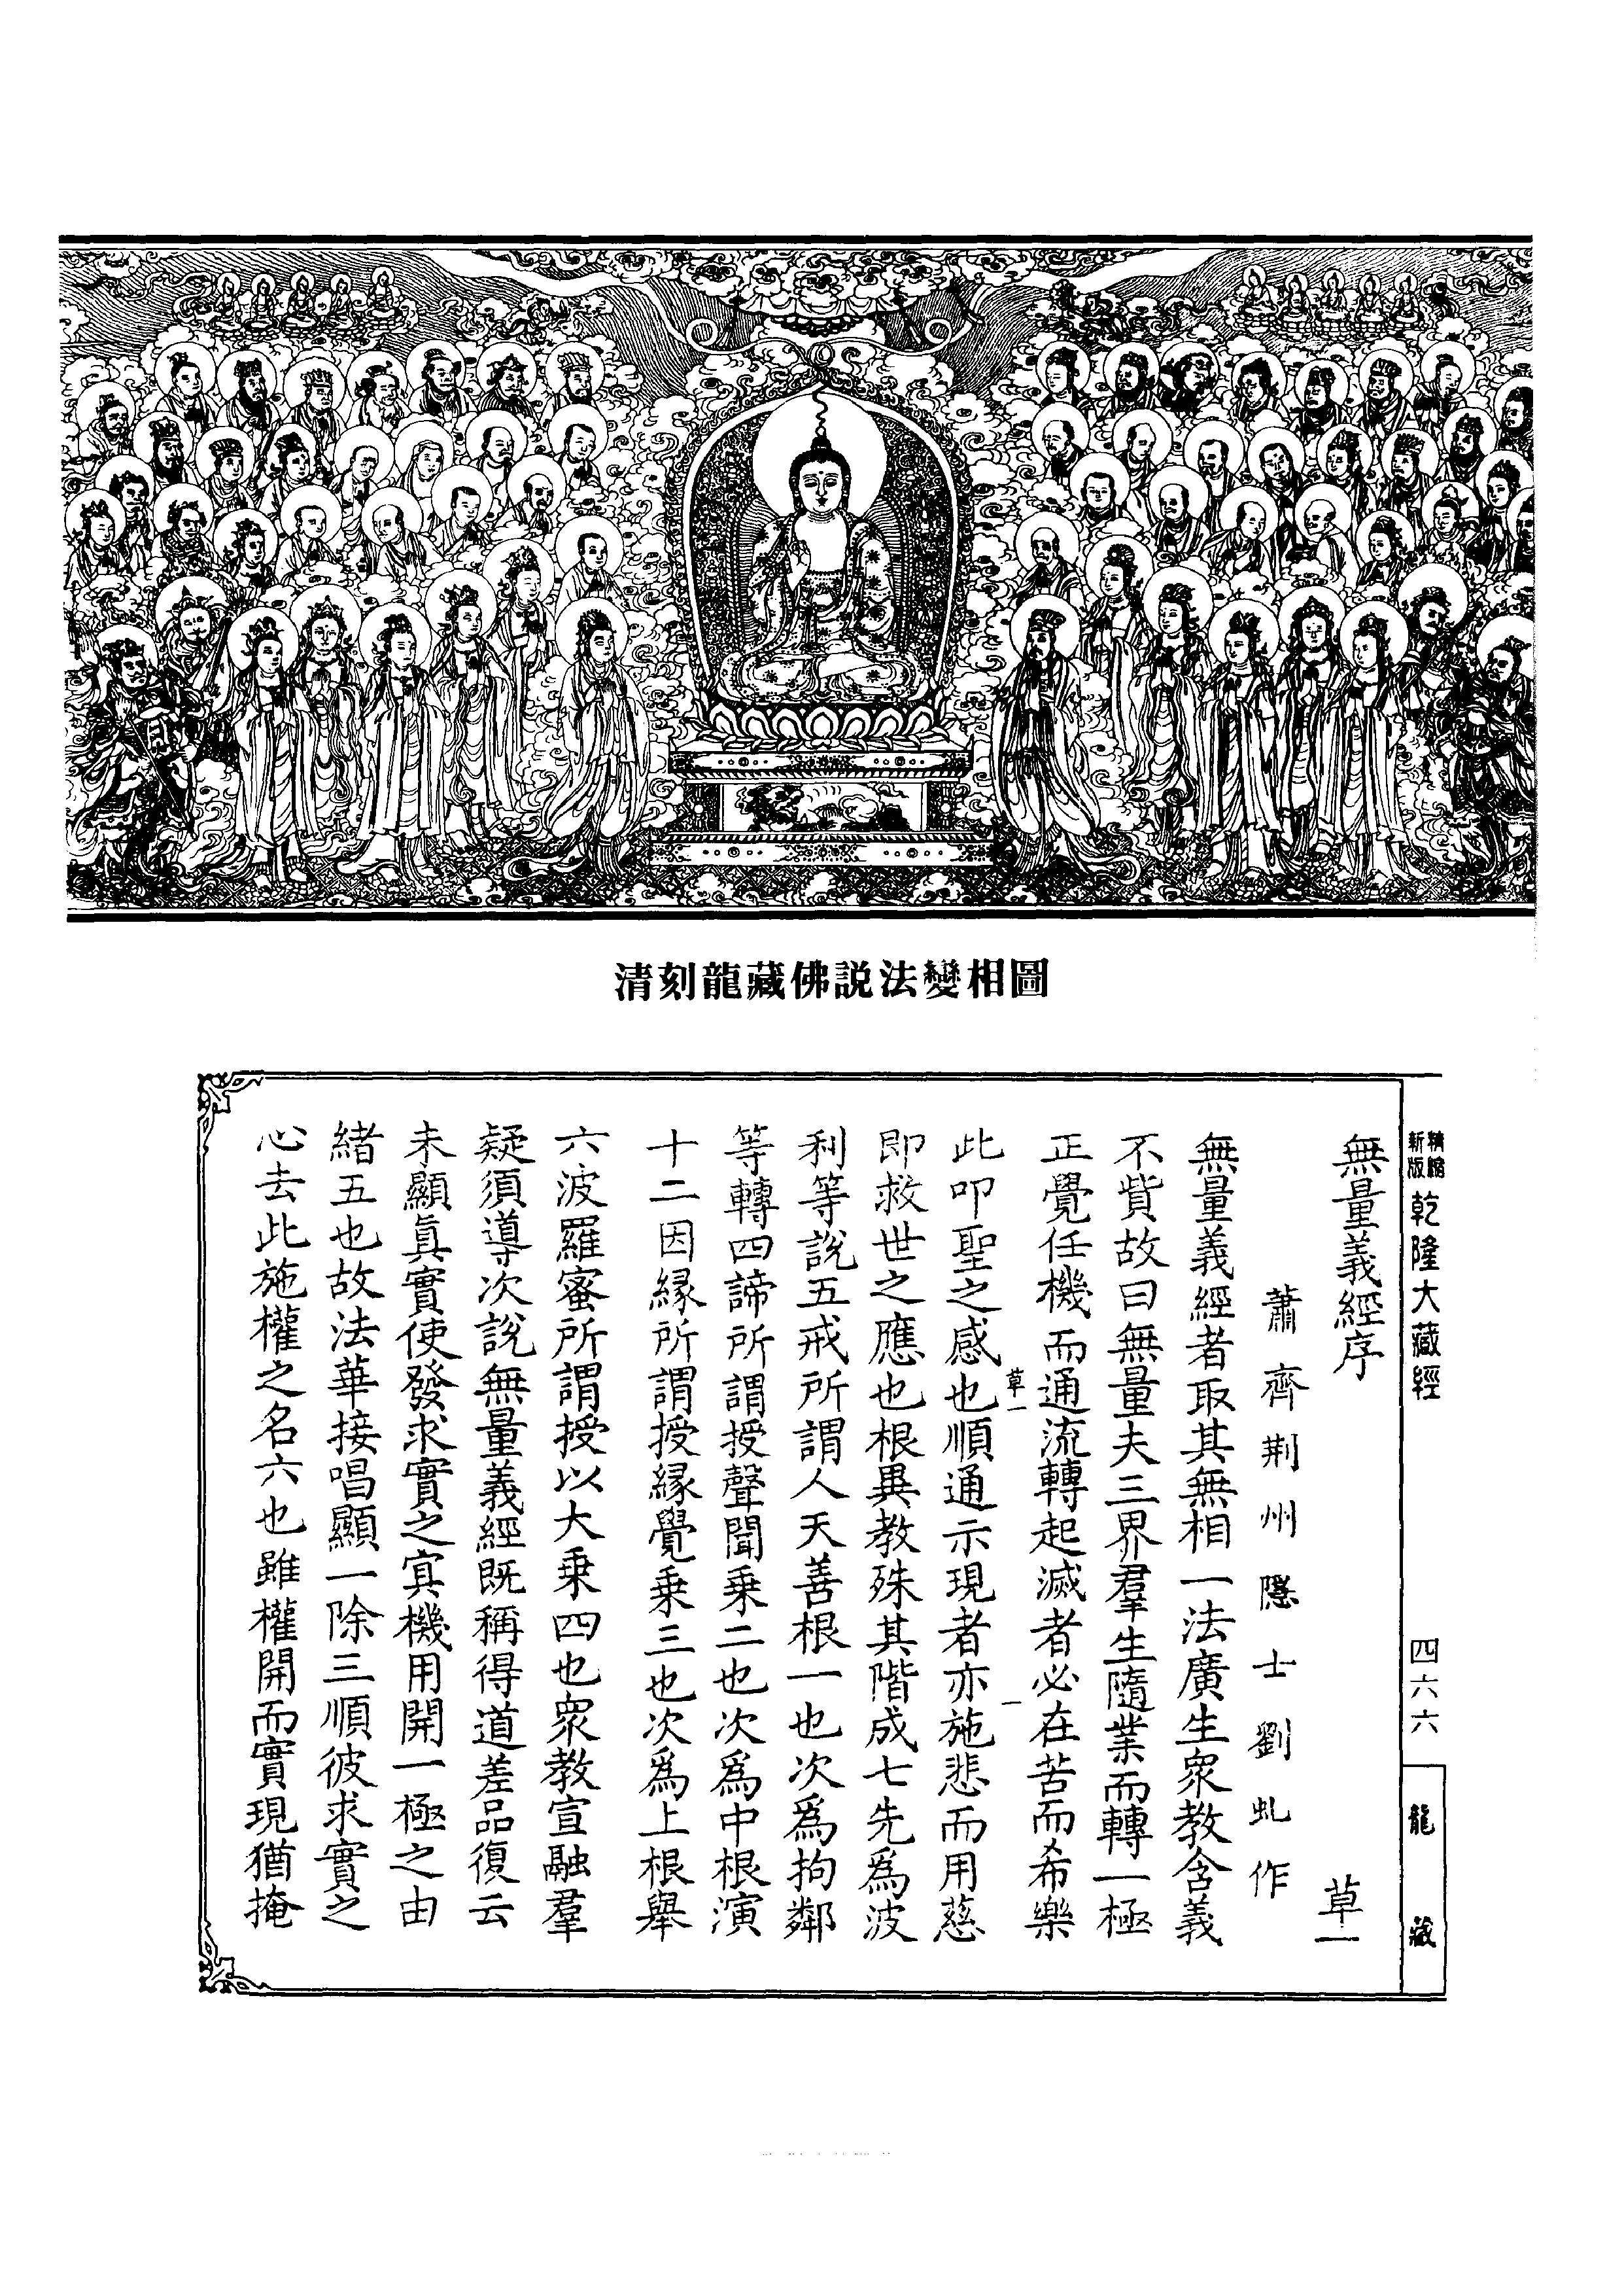 清刻龍藏佛説法變相圖
精縮
新版
乾隆大藏經
四六六
龍藏
無量義經序
草一
蕭齊荆州隱士劉虬作
無量義經者取其無相一法廣生衆教含義
不貲故曰無量夫三界羣生隨業而轉一極
正覺任機而通流轉起滅者必在苦而希樂
草一
一
此叩聖之感也順通示現者亦施悲而用慈
即救世之應也根異教殊其階成七先爲波
利等説五戒所謂人天善根一也次爲拘鄰
等轉四諦所謂授聲聞乘二也次爲中根演
十二因緣所謂授緣覺乘三也次爲上根舉
六波羅蜜所謂授以大乘四也衆教宣融羣
疑須導次説無量義經既稱得道差品復云
未顯眞實使發求實之寘機用開一極之由
緒五也故法華接唱顯一除三順彼求實之
心去此施權之名六也雖權開而實現猶掩